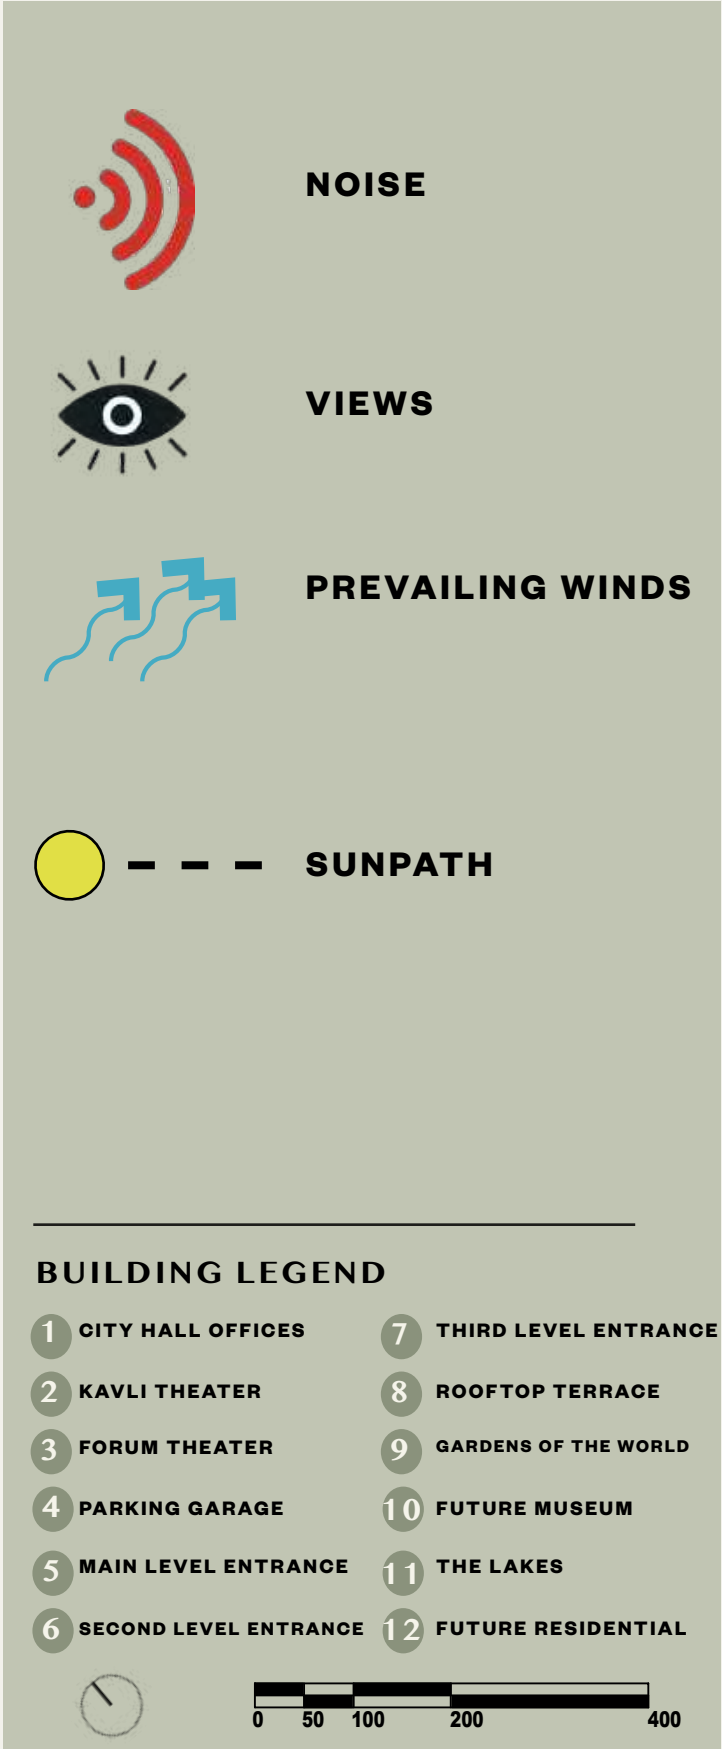 NOISE
VIEWS
PREVAILING WINDS
SUNPATH
BUILDING LEGEND
1 CITY HALL OFFICES
2 KAVLI THEATER
3 FORUM THEATER
4 PARKING GARAGE
5 MAIN LEVEL ENTRANCE
6 SECOND LEVEL ENTRANCE
7 THIRD LEVEL ENTRANCE
8 ROOFTOP TERRACE
9 GARDENS OF THE WORLD
10 FUTURE MUSEUM
11 THE LAKES
12 FUTURE RESIDENTIAL
0 50 100 200 400